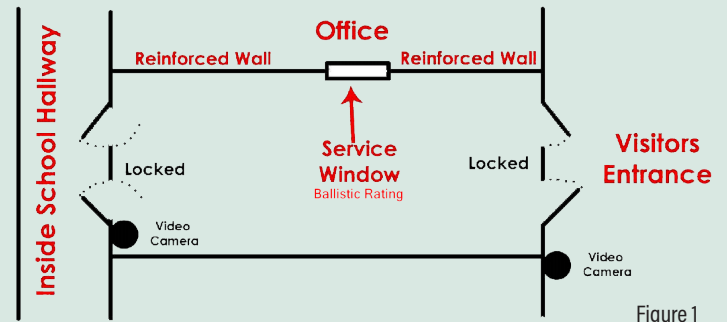 Office
Reinforced Wall
Reinforced Wall
Inside School Hallway
Service
Window
Ballistic Rating
Locked
Locked
Visitors
Entrance
Video
Camera
Video
Camera
Figure 1